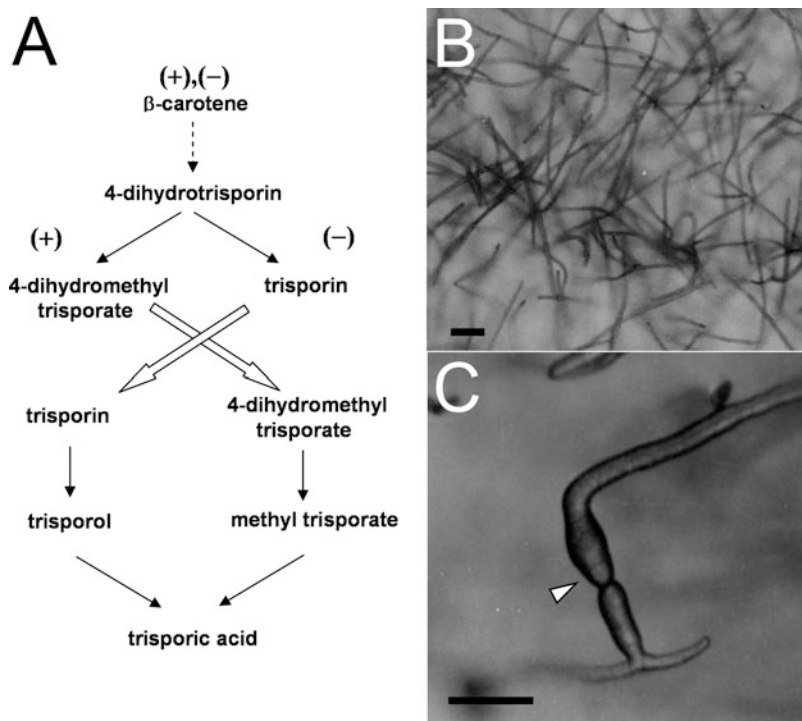 A
(+),(−)
β-carotene
4-dihydrotrisporin
(+)
(−)
4-dihydromethyl
trisporate
trisporin
trisporin
4-dihydromethyl
trisporate
trisporol
methyl trisporate
trisporic acid
B
C